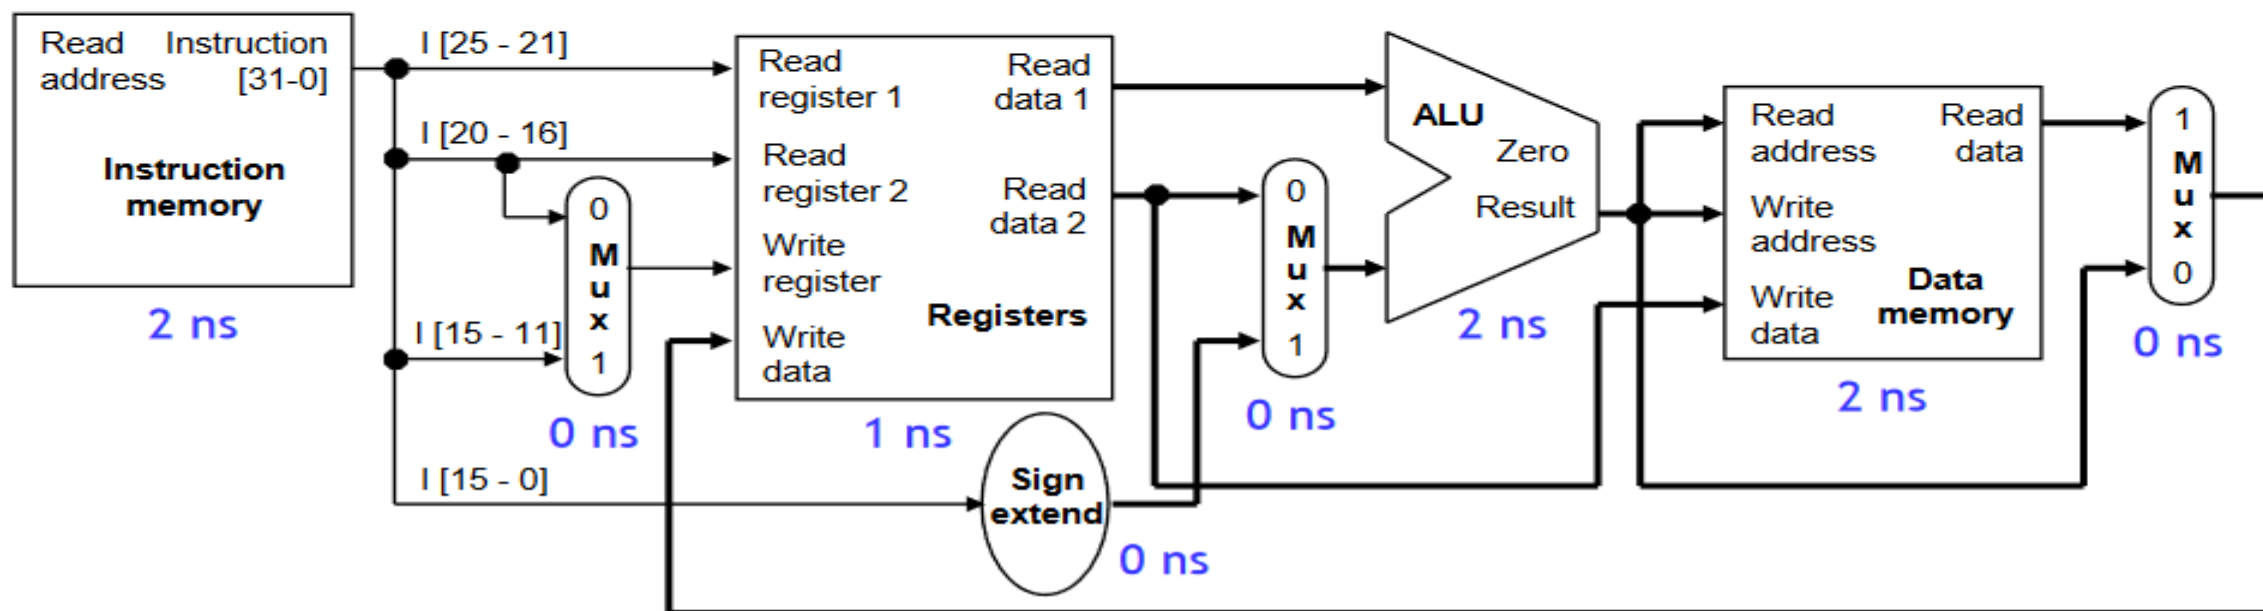 Read address
Instruction [31-0]
Instruction memory
2 ns
I [25 - 21]
I [20 - 16]
I [15 - 11]
I [15 - 0]
0
Mux
1
0 ns
Read register 1
Read register 2
Write register
Write data
Read data 1
Read data 2
Registers
1 ns
Sign extend
0 ns
0
Mux
1
0 ns
ALU
Zero
Result
2 ns
Read address
Write address
Write data
Read data
Data memory
2 ns
1
Mux
0
0 ns